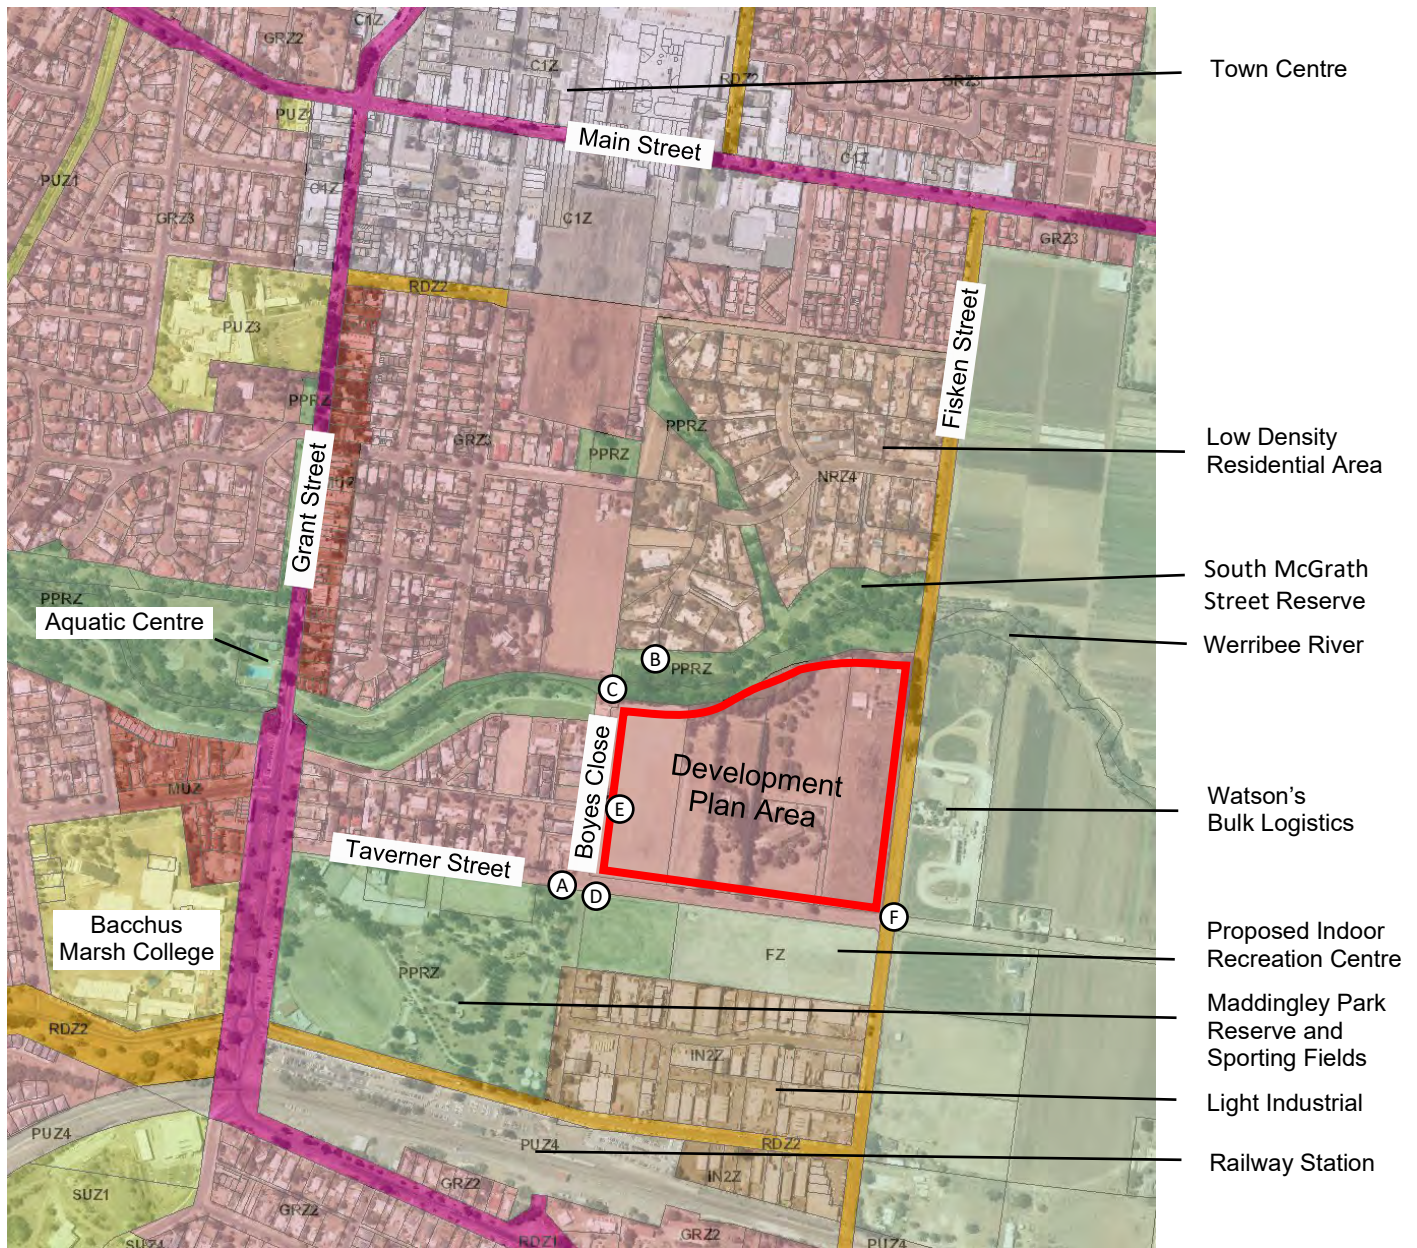 C1Z
GRZ2
C1Z
RDZ2
GRZ3
Town Centre
PUZ
Main Street
C1Z
PUZ1
C1Z
GRZ3
C1Z
GRZ3
RDZ2
PUZ3
Fisken Street
PPRZ
PPRZ
GRZ3
PPRZ
NRZ4
Low Density
Residential Area
Grant Street
South McGrath
Street Reserve
PPRZ
Aquatic Centre
Werribee River
B
PPRZ
C
Boyes Close
Development
Plan Area
E
MUZ
Watson's
Bulk Logistics
Taverner Street
A
D
F
Bacchus
Marsh College
Proposed Indoor
Recreation Centre
FZ
PPRZ
Maddingley Park
Reserve and
Sporting Fields
RDZ2
IN2Z
Light Industrial
PUZ4
PUZ4
RDZ2
Railway Station
IN2Z
SUZ1
GRZ2
GRZ2
GRZ2
RDZ1
SUZ1
PUZ4